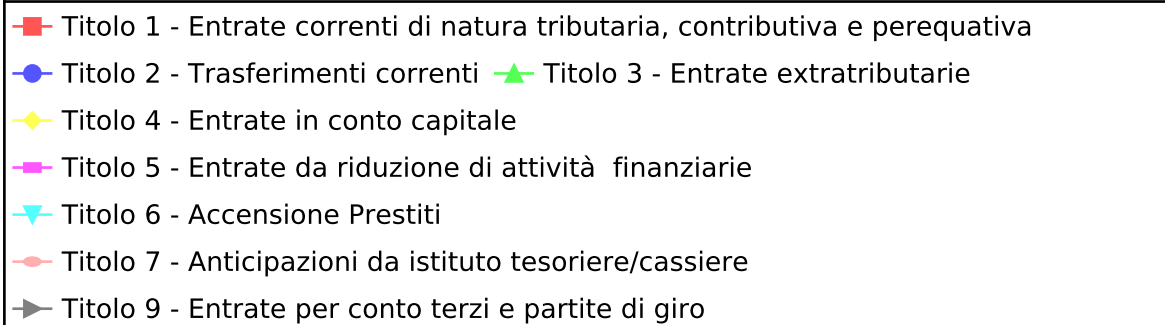 Titolo 1 - Entrate correnti di natura tributaria, contributiva e perequativa
Titolo 2 - Trasferimenti correnti Titolo 3 - Entrate extratributarie
Titolo 4 - Entrate in conto capitale
Titolo 5 - Entrate da riduzione di attività  finanziarie
Titolo 6 - Accensione Prestiti
Titolo 7 - Anticipazioni da istituto tesoriere/cassiere
Titolo 9 - Entrate per conto terzi e partite di giro